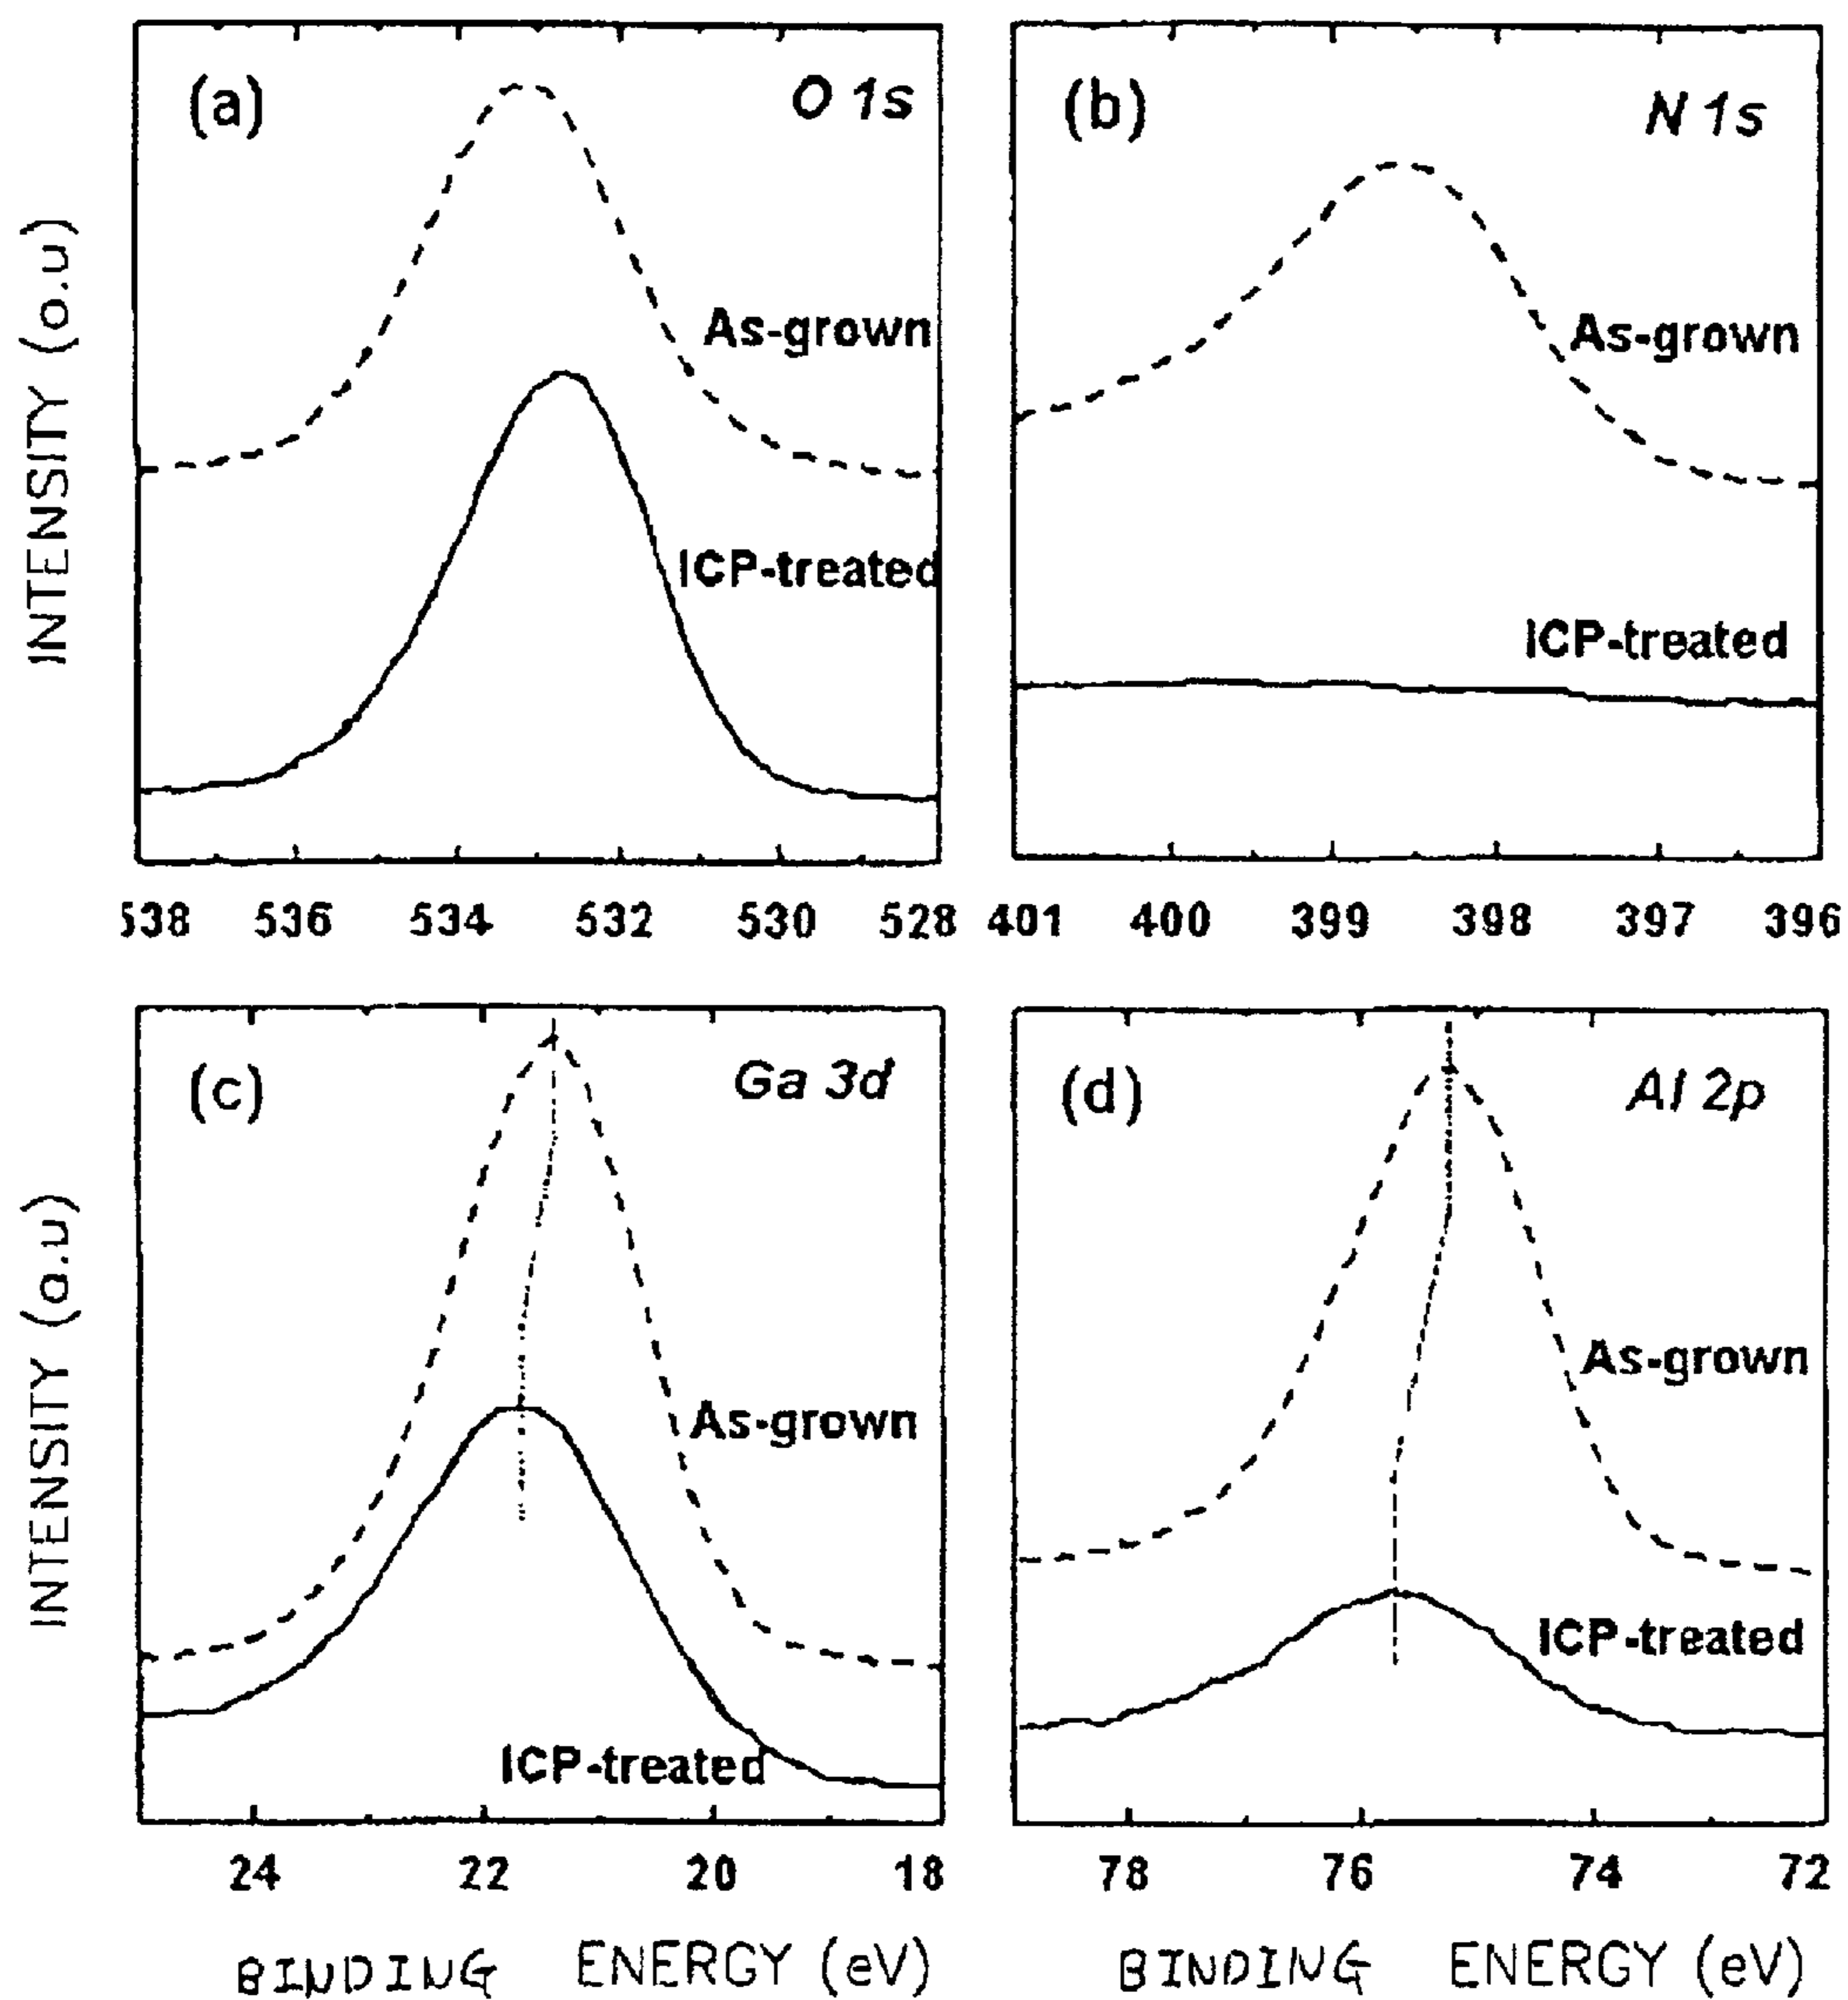 (a) O 1s
(b) N 1s
INTENSITY (a.u)
As-grown
ICP-treated
As-grown
ICP-treated
538 536 534 532 530 528
401 400 399 398 397 396
(c) Ga 3d
(d) Al 2p
INTENSITY (a.u)
As-grown
ICP-treated
As-grown
ICP-treated
24 22 20 18
78 76 74 72
BINDING ENERGY (eV)
BINDING ENERGY (eV)